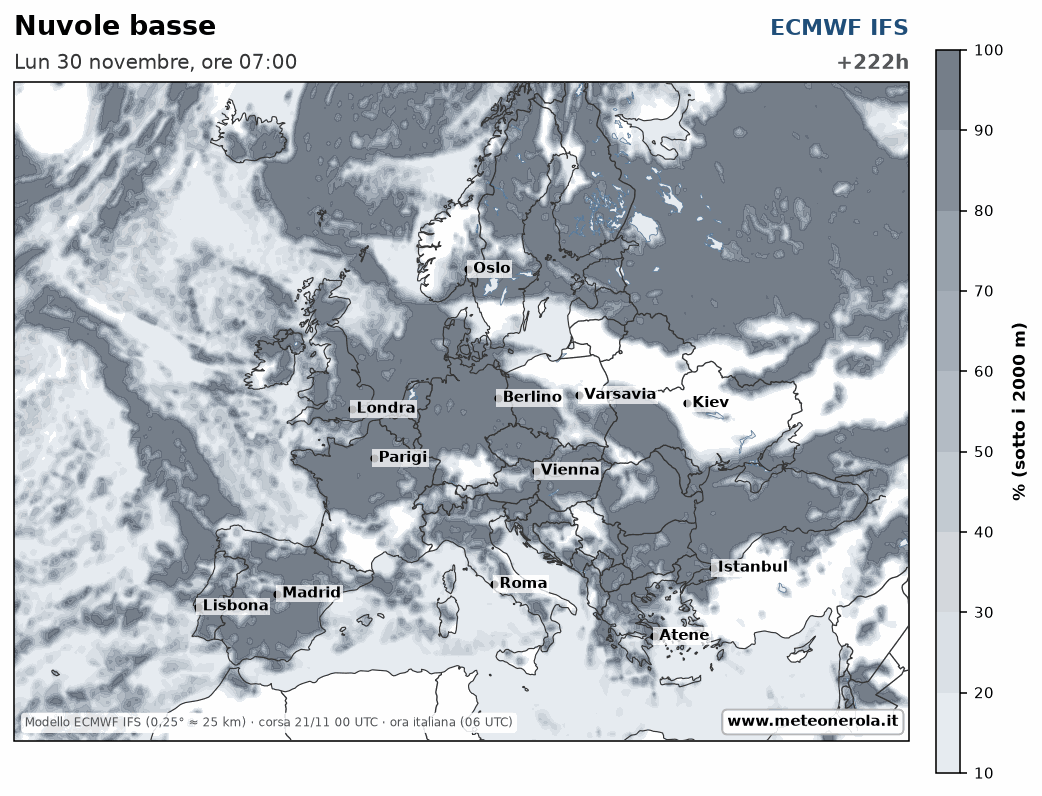 Nuvole basse
ECMWF IFS
Lun 30 novembre, ore 07:00
+222h
Oslo
Londra
Berlino
Varsavia
Kiev
Parigi
Vienna
Istanbul
Roma
Madrid
Lisbona
Atene
Modello ECMWF IFS (0,25° ≈ 25 km) · corsa 21/11 00 UTC · ora italiana (06 UTC)
www.meteonerola.it
100
90
80
70
60
50
40
30
20
10
% (sotto i 2000 m)